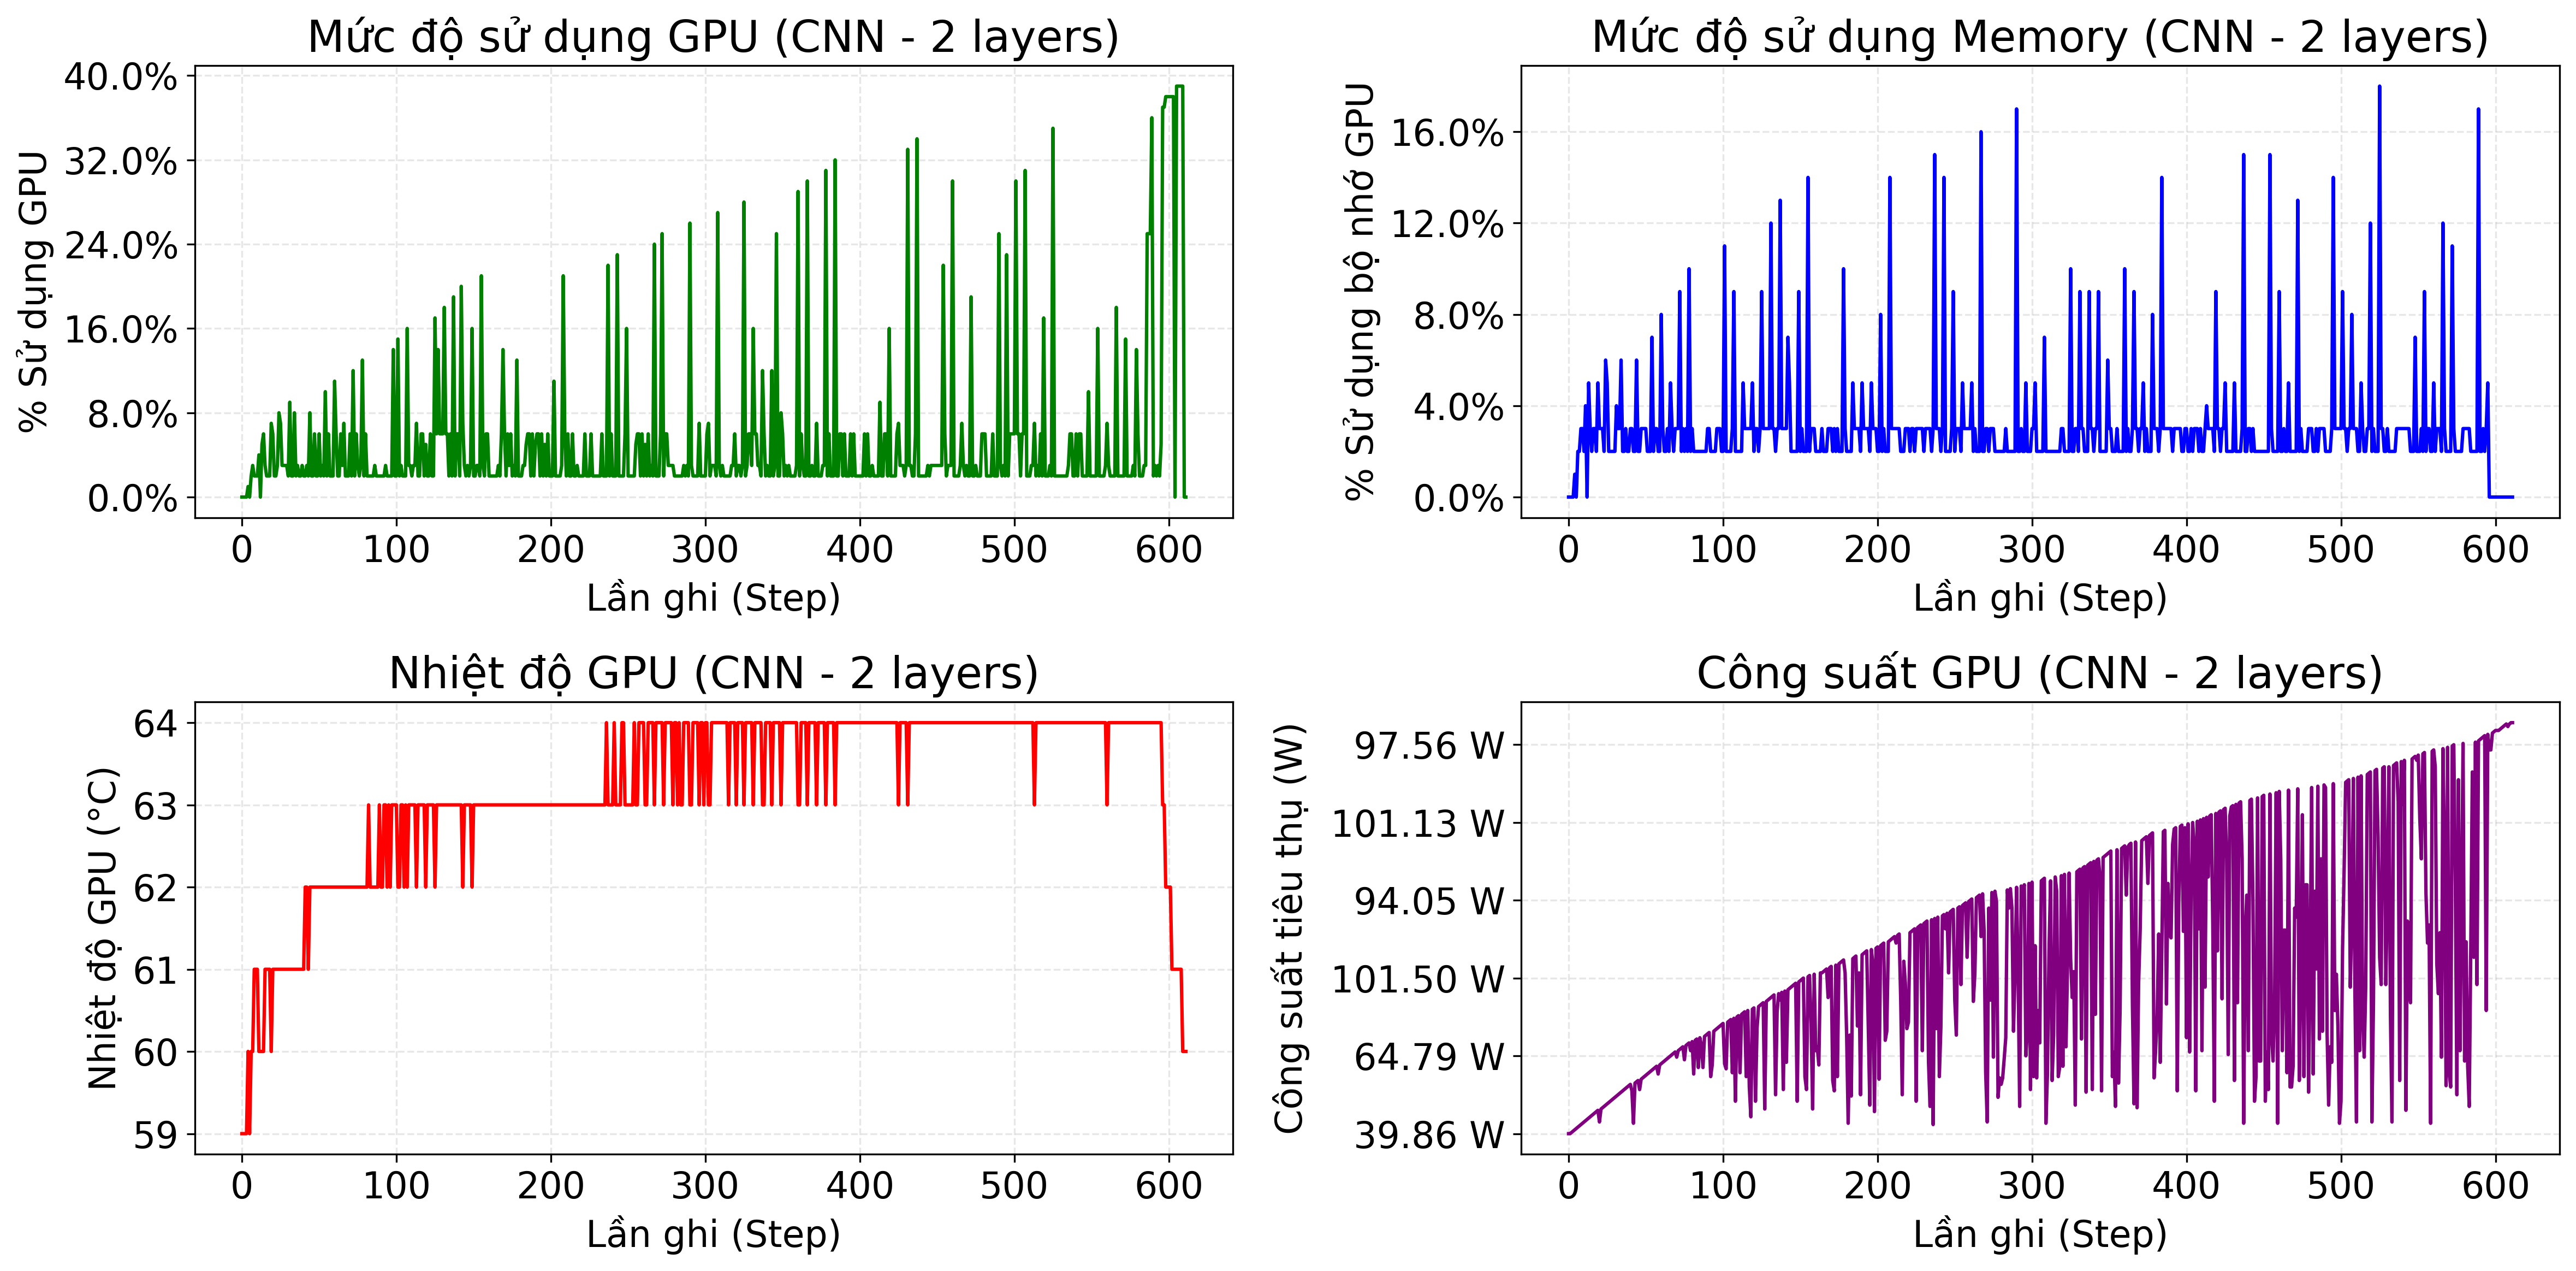 Mức độ sử dụng GPU (CNN - 2 layers)
% Sử dụng GPU
40.0%
32.0%
24.0%
16.0%
8.0%
0.0%
0 100 200 300 400 500 600
Lần ghi (Step)
Mức độ sử dụng Memory (CNN - 2 layers)
% Sử dụng bộ nhớ GPU
16.0%
12.0%
8.0%
4.0%
0.0%
0 100 200 300 400 500 600
Lần ghi (Step)
Nhiệt độ GPU (CNN - 2 layers)
Nhiệt độ GPU (°C)
64
63
62
61
60
59
0 100 200 300 400 500 600
Lần ghi (Step)
Công suất GPU (CNN - 2 layers)
Công suất tiêu thụ (W)
97.56 W
101.13 W
94.05 W
101.50 W
64.79 W
39.86 W
0 100 200 300 400 500 600
Lần ghi (Step)